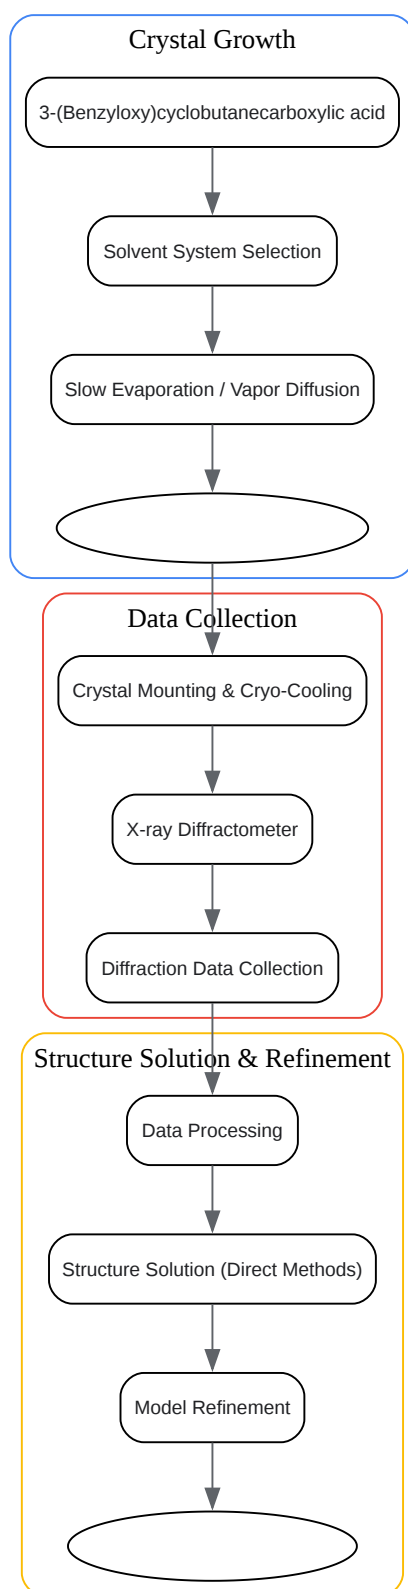 Crystal Growth
3-(Benzyloxy)cyclobutanecarboxylic acid
Solvent System Selection
Slow Evaporation / Vapor Diffusion
Data Collection
Crystal Mounting & Cryo-Cooling
X-ray Diffractometer
Diffraction Data Collection
Structure Solution & Refinement
Data Processing
Structure Solution (Direct Methods)
Model Refinement